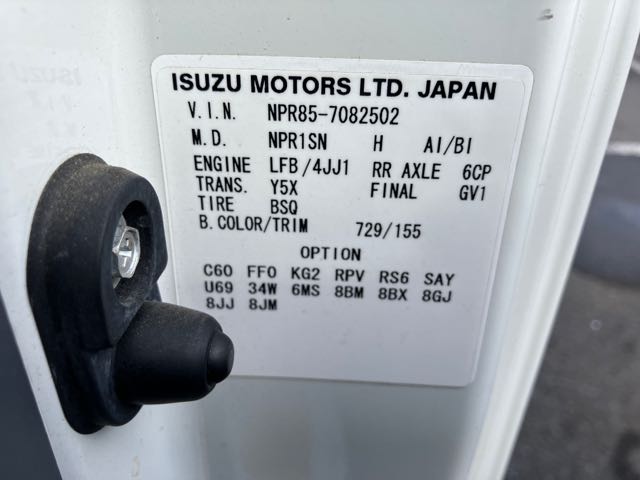 ISUZU MOTORS LTD. JAPAN
V.I.N. NPR85-7082502
M.D. NPR1SN H AI/BI
ENGINE LFB/4JJ1 RR AXLE 6CP
TRANS. Y5X FINAL GV1
TIRE BSQ
B.COLOR/TRIM 729/155
OPTION
C60 FF0 KG2 RPV RS6 SAY
U69 34W 6MS 8BM 8BX 8GJ
8JJ 8JM